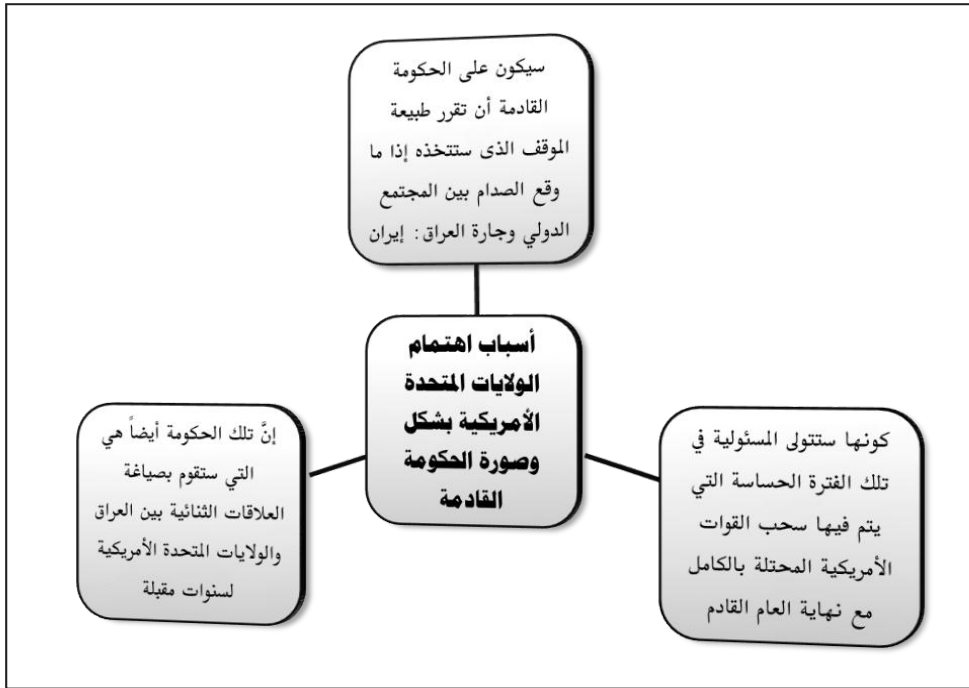 سيكون على الحكومة
القادمة أن تقرر طبيعة
الموقف الذى ستتخذه إذا ما
وقع الصدام بين المجتمع
الدولي وجارة العراق: إيران
أسباب اهتمام
الولايات المتحدة
الأمريكية بشكل
وصورة الحكومة
القادمة
كونها ستتولى المسئولية في
تلك الفترة الحساسة التي
يتم فيها سحب القوات
الأمريكية المحتلة بالكامل
مع نهاية العام القادم
إنَّ تلك الحكومة أيضاً هي
التي ستقوم بصياغة
العلاقات الثنائية بين العراق
والولايات المتحدة الأمريكية
لسنوات مقبلة